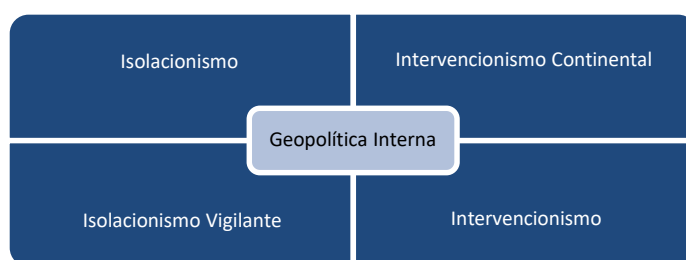 Isolacionismo
Intervencionismo Continental
Geopolítica Interna
Isolacionismo Vigilante
Intervencionismo